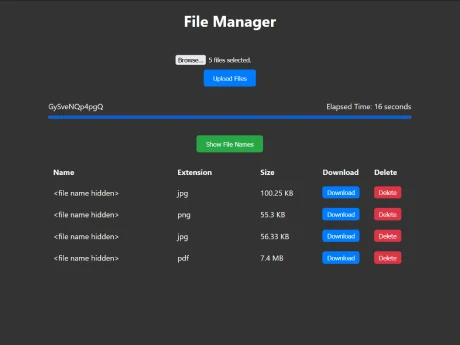 File Manager
Browse... 5 files selected.
Upload Files
GySveNQp4pgQ Elapsed Time: 16 seconds
Show File Names
Name Extension Size Download Delete
<file name hidden> jpg 100.25 KB Download Delete
<file name hidden> png 55.3 KB Download Delete
<file name hidden> jpg 56.33 KB Download Delete
<file name hidden> pdf 7.4 MB Download Delete